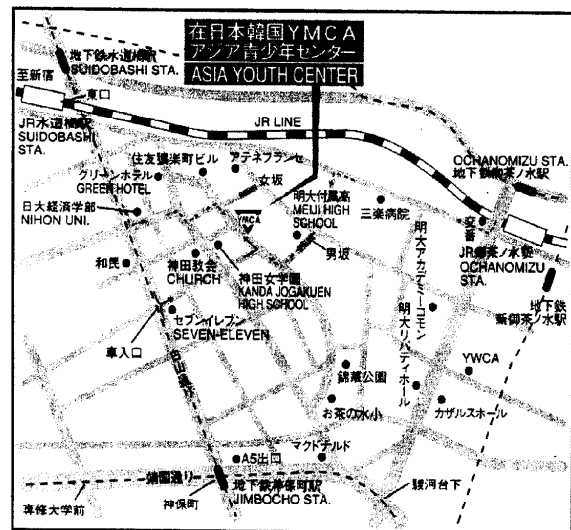 在日本韓国YMCA
アジア青少年センター
ASIA YOUTH CENTER
地下鉄水道橋駅
SUIDOBASHI STA.
至新宿
東口
JR水道橋駅
SUIDOBASHI
STA.
JR LINE
OCHANOMIZU STA.
地下鉄御茶ノ水駅
住友猿楽町ビル
アテネフランセ
グリーンホテル
GREEN HOTEL
女坂
日大経済学部
NIHON UNI.
YMCA
明大付属高
MEIJI HIGH
SCHOOL
三楽病院
交番
JR御茶ノ水駅
OCHANOMIZU
STA.
男坂
和民
神田教会
CHURCH
神田女学園
KANDA JOGAKUEN
HIGH SCHOOL
明大アカデミーコモン
地下鉄
新御茶ノ水駅
セブンイレブン
SEVEN-ELEVEN
車入口
白山通り
明大リバティホール
錦華公園
YWCA
お茶の水小
カザルスホール
A5出口
マクドナルド
靖国通り
地下鉄神保町駅
JIMBOCHO STA.
専修大学前
神保町
駿河台下